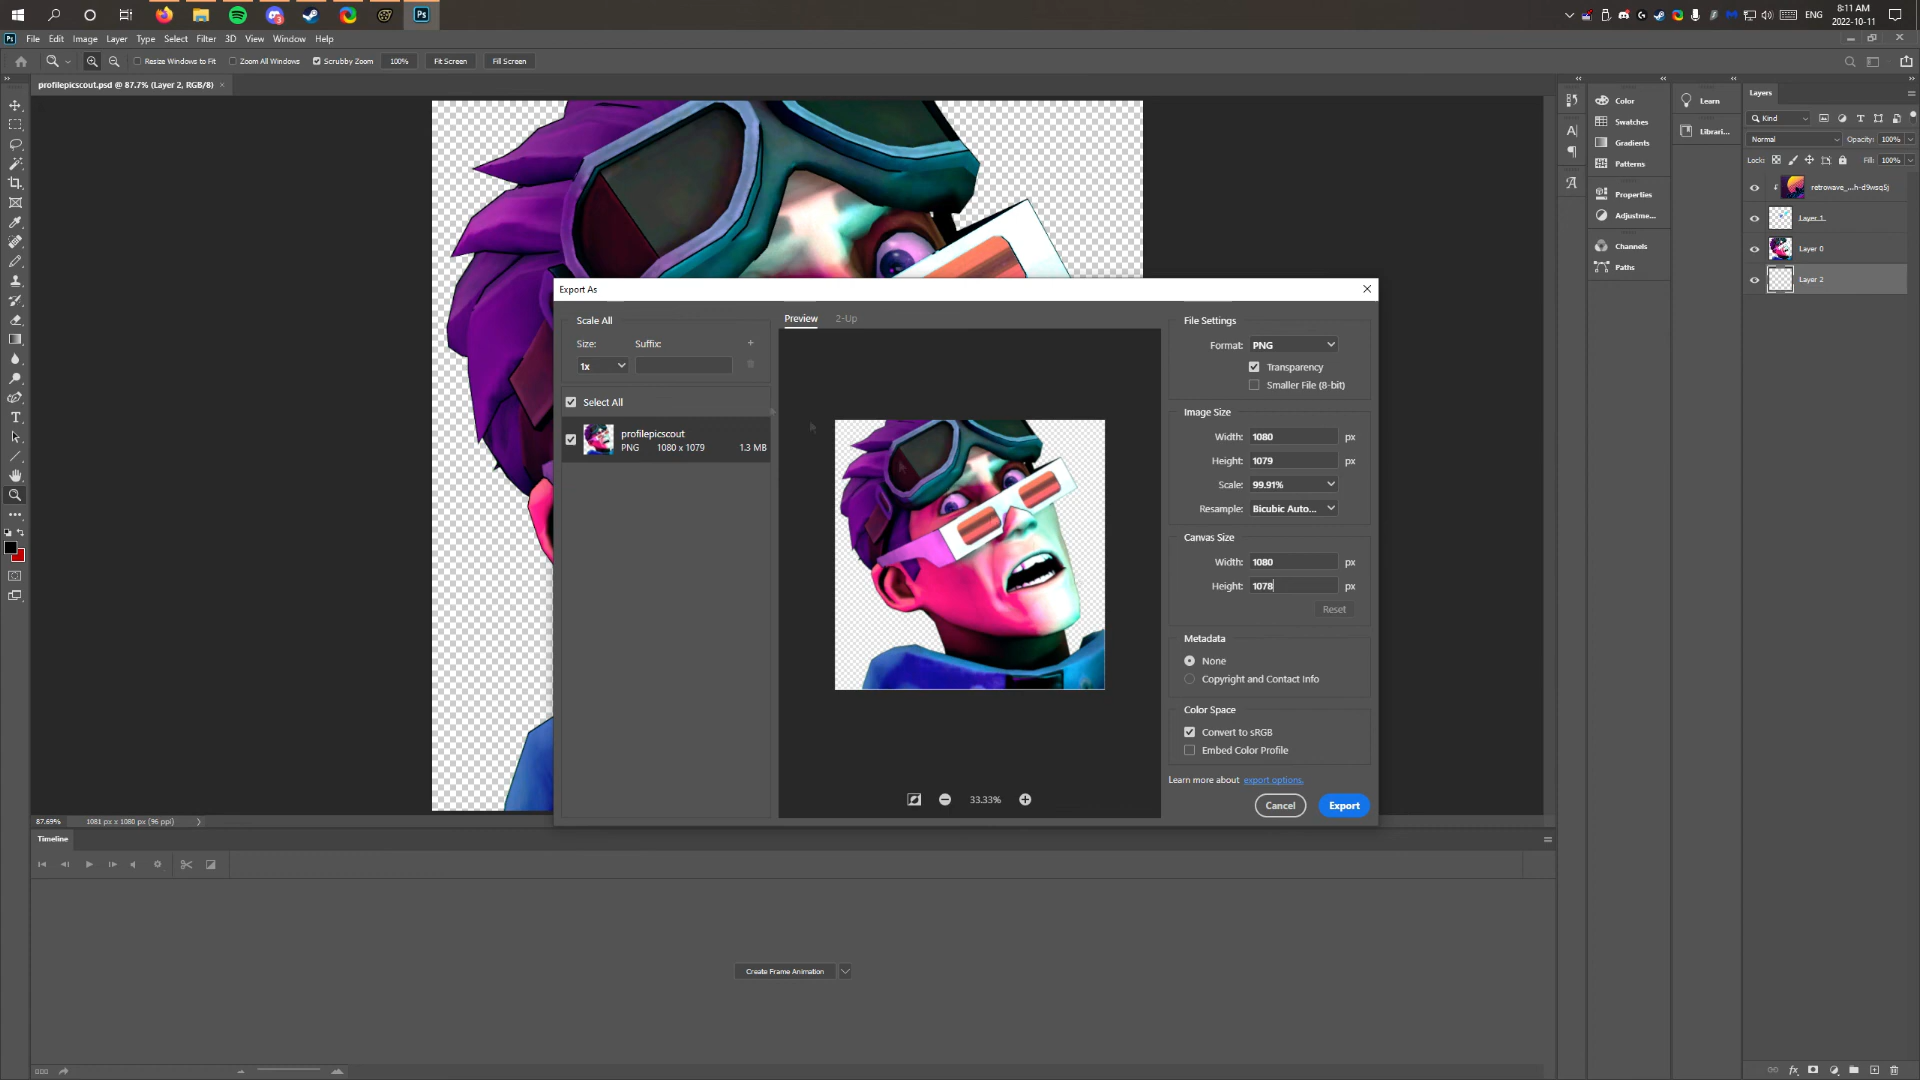 Ps
ENG
8:11 AM
2022-10-11
Ps
File Edit Image Layer Type Select Filter 3D View Window Help
Resize Windows to Fit Zoom All Windows Scrubby Zoom 100% Fit Screen Fill Screen
profilepicscout.psd @ 87.7% (Layer 2, RGB/8) ×
Color
Swatches
Gradients
Patterns
Properties
Adjustme...
Channels
Paths
Learn
Librari...
Layers
Kind
Normal Opacity: 100%
Lock: Fill: 100%
retrowave_...h-d9wsq5j
Layer 1
Layer 0
Layer 2
Export As
Scale All
Size: Suffix:
1x
Select All
profilepicscout
PNG 1080 x 1079 1.3 MB
Preview 2-Up
33.33%
File Settings
Format: PNG
Transparency
Smaller File (8-bit)
Image Size
Width: 1080 px
Height: 1079 px
Scale: 99.91%
Resample: Bicubic Auto...
Canvas Size
Width: 1080 px
Height: 1078 px
Reset
Metadata
None
Copyright and Contact Info
Color Space
Convert to sRGB
Embed Color Profile
Learn more about export options.
Cancel Export
87.69% 1081 px x 1080 px (96 ppi)
Timeline
Create Frame Animation